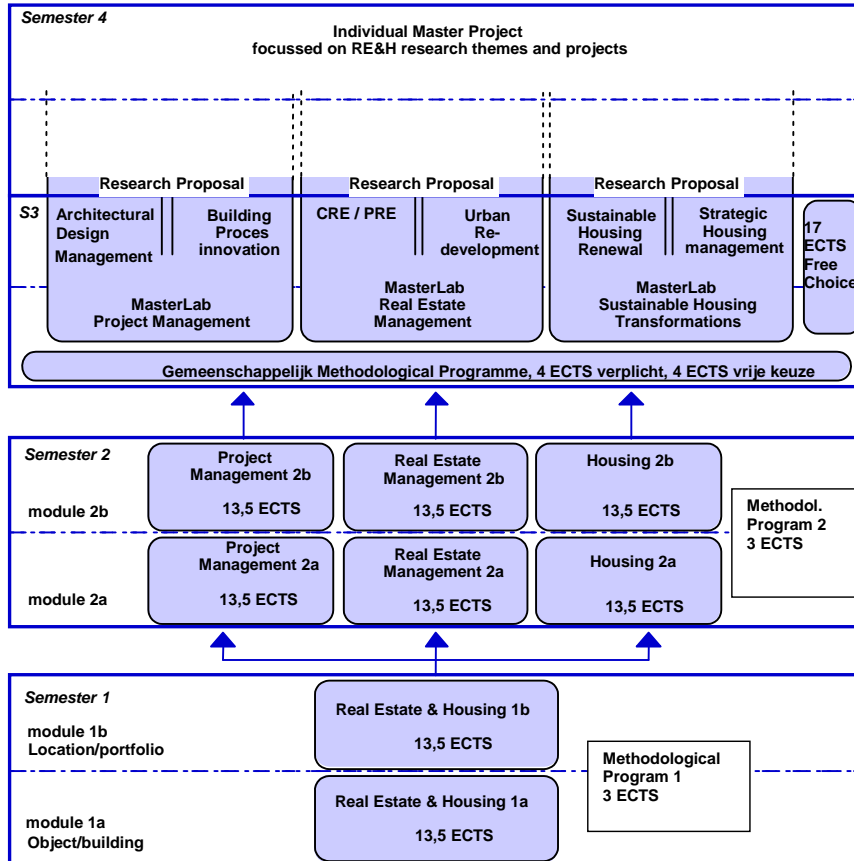 Semester 4
Individual Master Project
focussed on RE&H research themes and projects
Research Proposal
Research Proposal
Research Proposal
S3
Architectural
Design
Management
Building
Proces
innovation
CRE / PRE
Urban
Re-
development
Sustainable
Housing
Renewal
Strategic
Housing
management
17
ECTS
Free
Choice
MasterLab
Project Management
MasterLab
Real Estate
Management
MasterLab
Sustainable Housing
Transformations
Gemeenschappelijk Methodological Programme, 4 ECTS verplicht, 4 ECTS vrije keuze
Semester 2
module 2b
Project
Management 2b
13,5 ECTS
Real Estate
Management 2b
13,5 ECTS
Housing 2b
13,5 ECTS
Methodol.
Program 2
3 ECTS
module 2a
Project
Management 2a
13,5 ECTS
Real Estate
Management 2a
13,5 ECTS
Housing 2a
13,5 ECTS
Semester 1
module 1b
Location/portfolio
Real Estate & Housing 1b
13,5 ECTS
Methodological
Program 1
3 ECTS
module 1a
Object/building
Real Estate & Housing 1a
13,5 ECTS